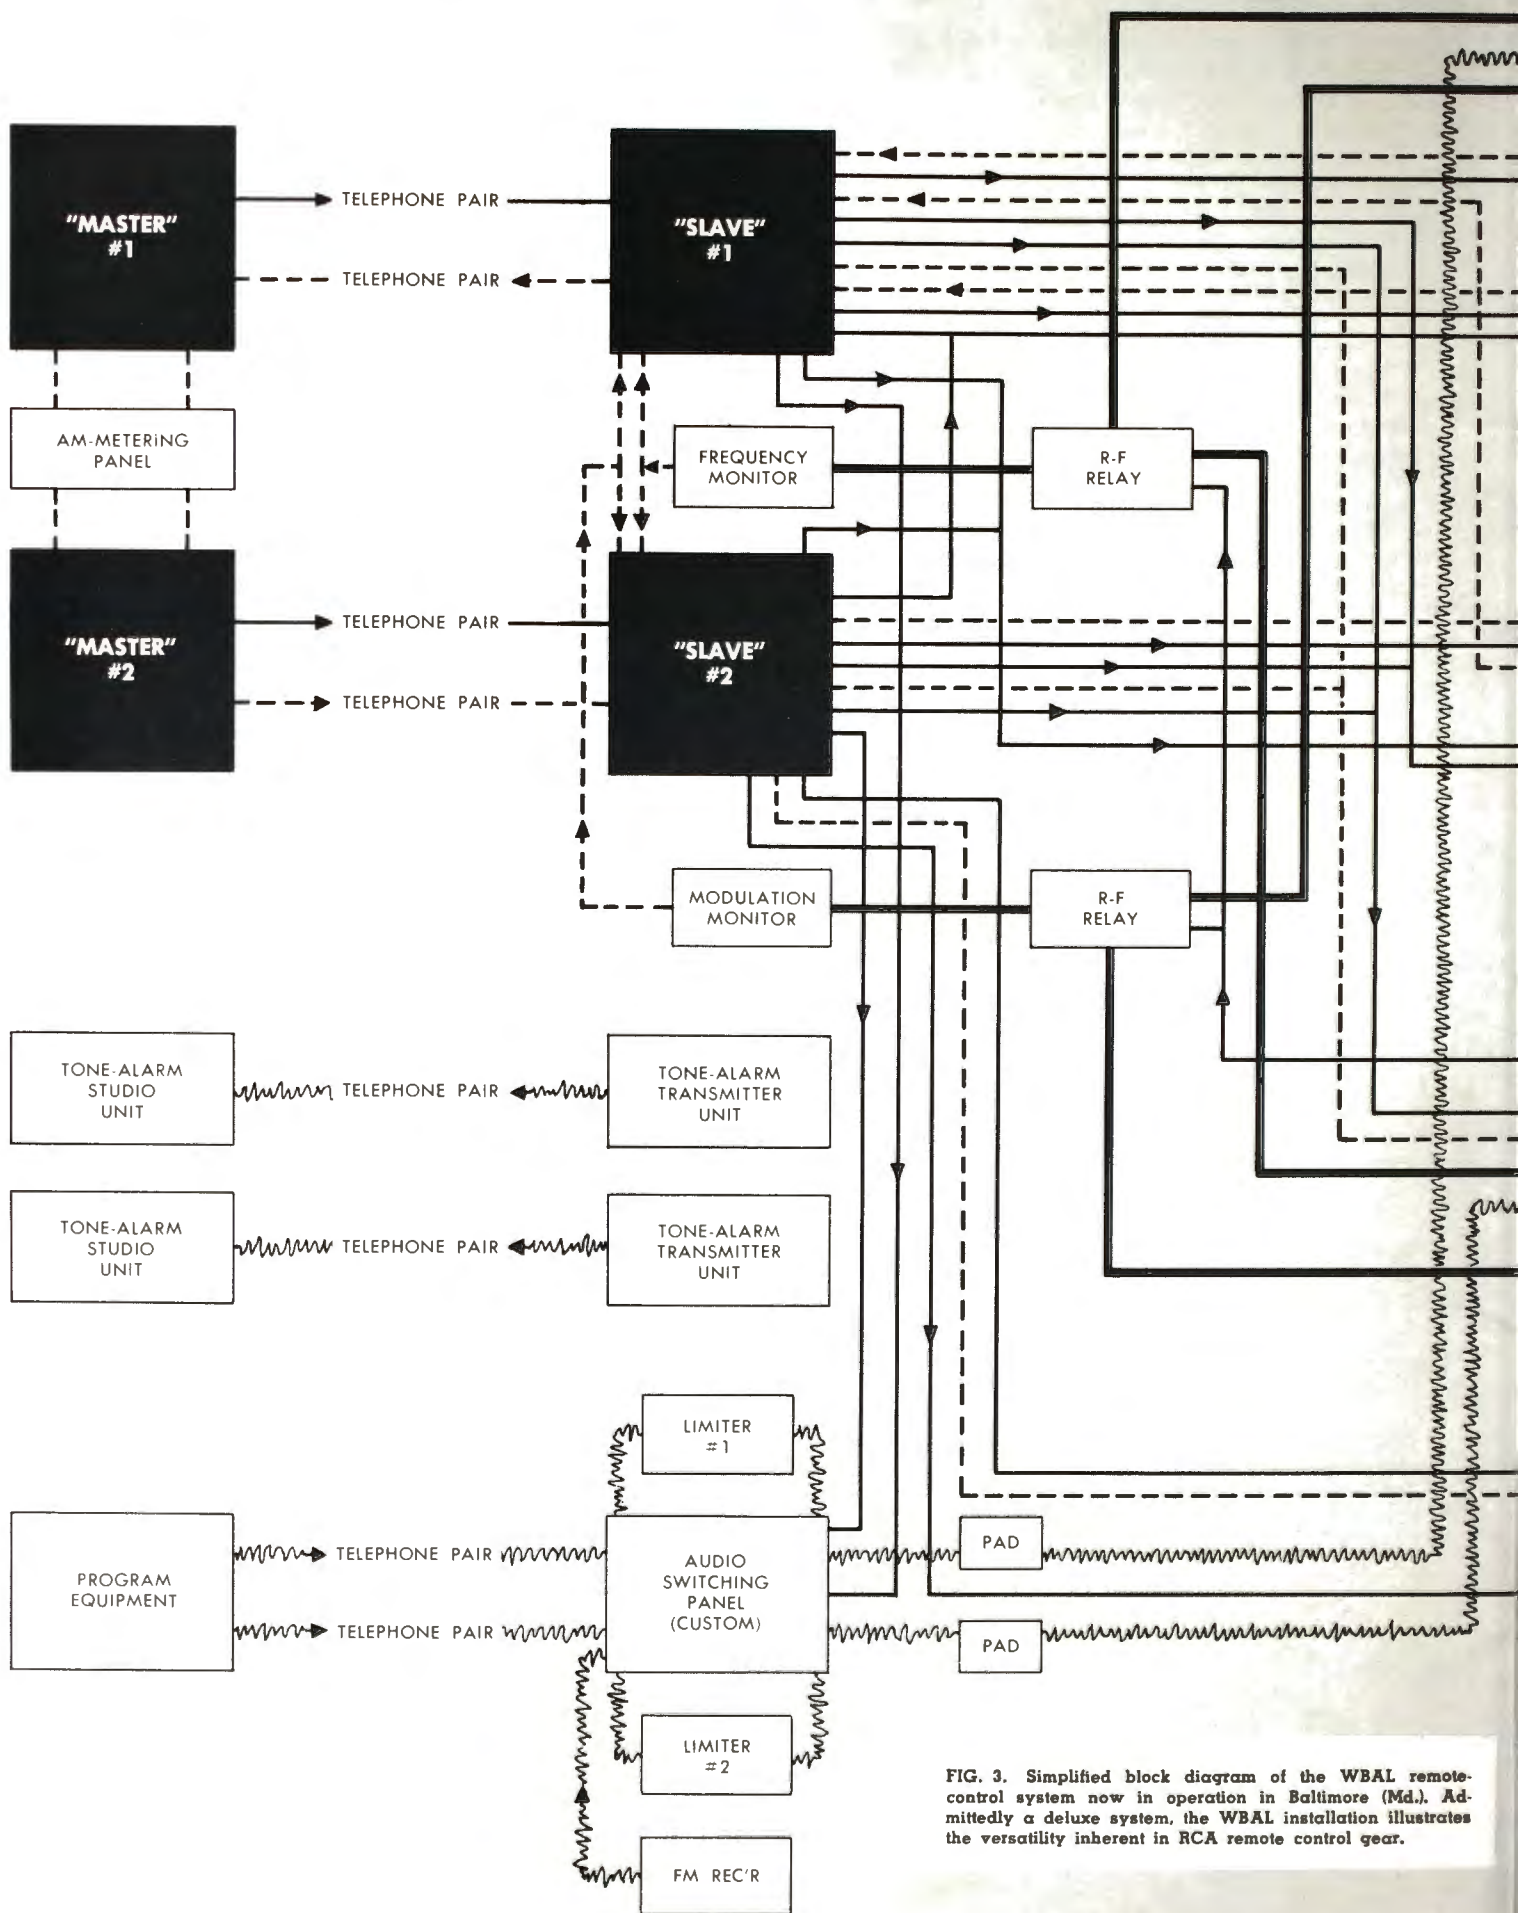 "MASTER"
#1
TELEPHONE PAIR
TELEPHONE PAIR
"SLAVE"
#1
AM-METERING
PANEL
FREQUENCY
MONITOR
R-F
RELAY
"MASTER"
#2
TELEPHONE PAIR
TELEPHONE PAIR
"SLAVE"
#2
MODULATION
MONITOR
R-F
RELAY
TONE-ALARM
STUDIO
UNIT
TELEPHONE PAIR
TONE-ALARM
TRANSMITTER
UNIT
TONE-ALARM
STUDIO
UNIT
TELEPHONE PAIR
TONE-ALARM
TRANSMITTER
UNIT
LIMITER
#1
PROGRAM
EQUIPMENT
TELEPHONE PAIR
TELEPHONE PAIR
AUDIO
SWITCHING
PANEL
(CUSTOM)
PAD
PAD
LIMITER
#2
FM REC'R
FIG. 3. Simplified block diagram of the WBAL remote-
control system now in operation in Baltimore (Md.). Ad-
mittedly a deluxe system, the WBAL installation illustrates
the versatility inherent in RCA remote control gear.